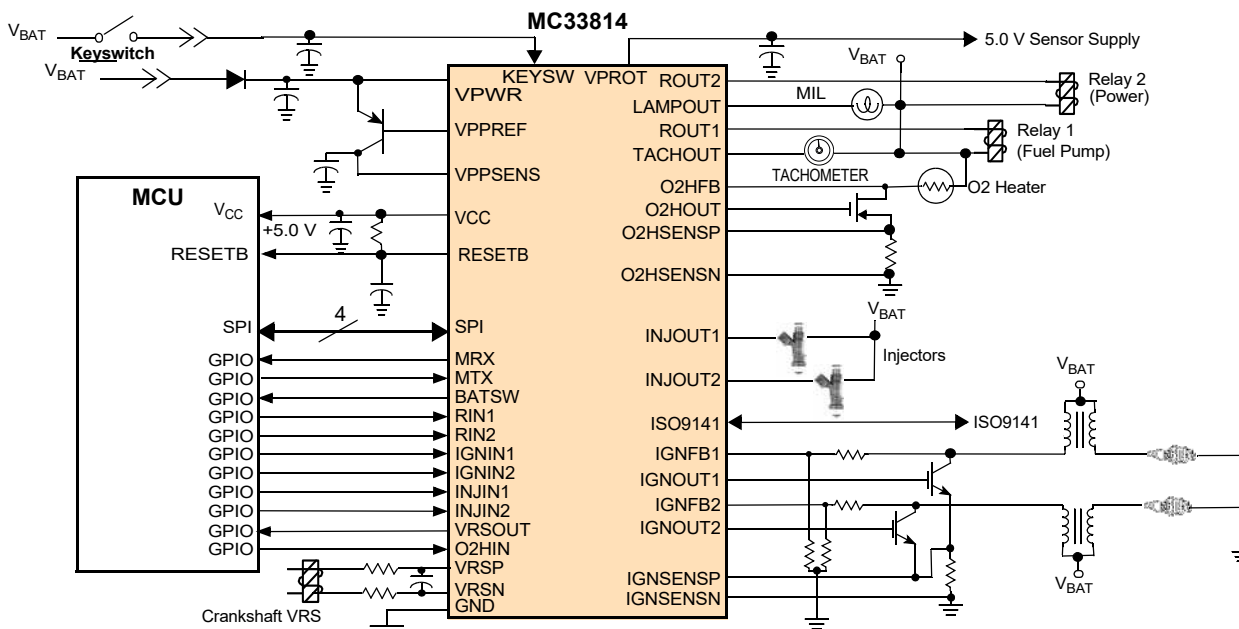 MC33814
VBAT
Keyswitch
VBAT
5.0 V Sensor Supply
VBAT
KEYSW VPROT
VPWR
VPPREF
VPPSENS
VCC
RESETB
SPI
MRX
MTX
BATSW
RIN1
RIN2
IGNIN1
IGNIN2
INJIN1
INJIN2
VRSOUT
O2HIN
VRSP
VRSN
GND
ROUT2
LAMPOUT
ROUT1
TACHOUT
O2HFB
O2HOUT
O2HSENSP
O2HSENSN
INJOUT1
INJOUT2
ISO9141
IGNFB1
IGNOUT1
IGNFB2
IGNOUT2
IGNSENSP
IGNSENSN
MIL
TACHOMETER
Relay 2
(Power)
Relay 1
(Fuel Pump)
O2 Heater
VBAT
Injectors
ISO9141
VBAT
VBAT
MCU
VCC
+5.0 V
RESETB
SPI
4
GPIO
GPIO
GPIO
GPIO
GPIO
GPIO
GPIO
GPIO
GPIO
GPIO
GPIO
Crankshaft VRS